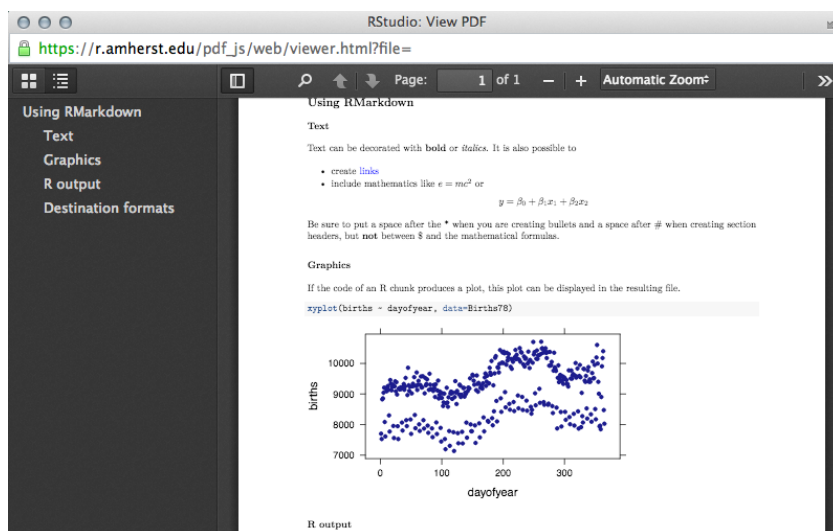 RStudio: View PDF
https://r.amherst.edu/pdf_js/web/viewer.html?file=
Page: 1 of 1 − + Automatic Zoom
Using RMarkdown
Text
Graphics
R output
Destination formats
Using RMarkdown
Text
Text can be decorated with bold or italics. It is also possible to
• create links
• include mathematics like e = mc² or
y = β₀ + β₁x₁ + β₂x₂
Be sure to put a space after the * when you are creating bullets and a space after # when creating section
headers, but not between $ and the mathematical formulas.
Graphics
If the code of an R chunk produces a plot, this plot can be displayed in the resulting file.
xyplot(births ~ dayofyear, data=Births78)
births
10000
9000
8000
7000
0 100 200 300
dayofyear
R output